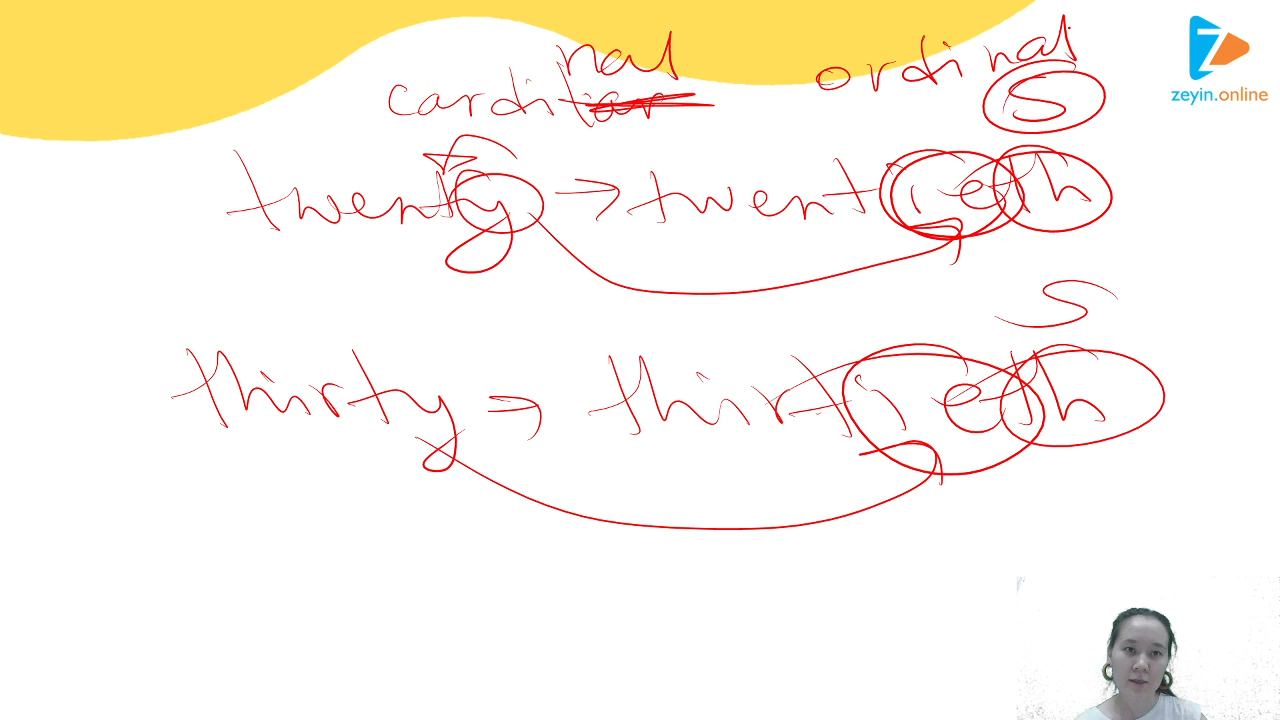 cardinal ordinal
S
zeyin.online
twenty → twentieth
S
thirty → thirtieth